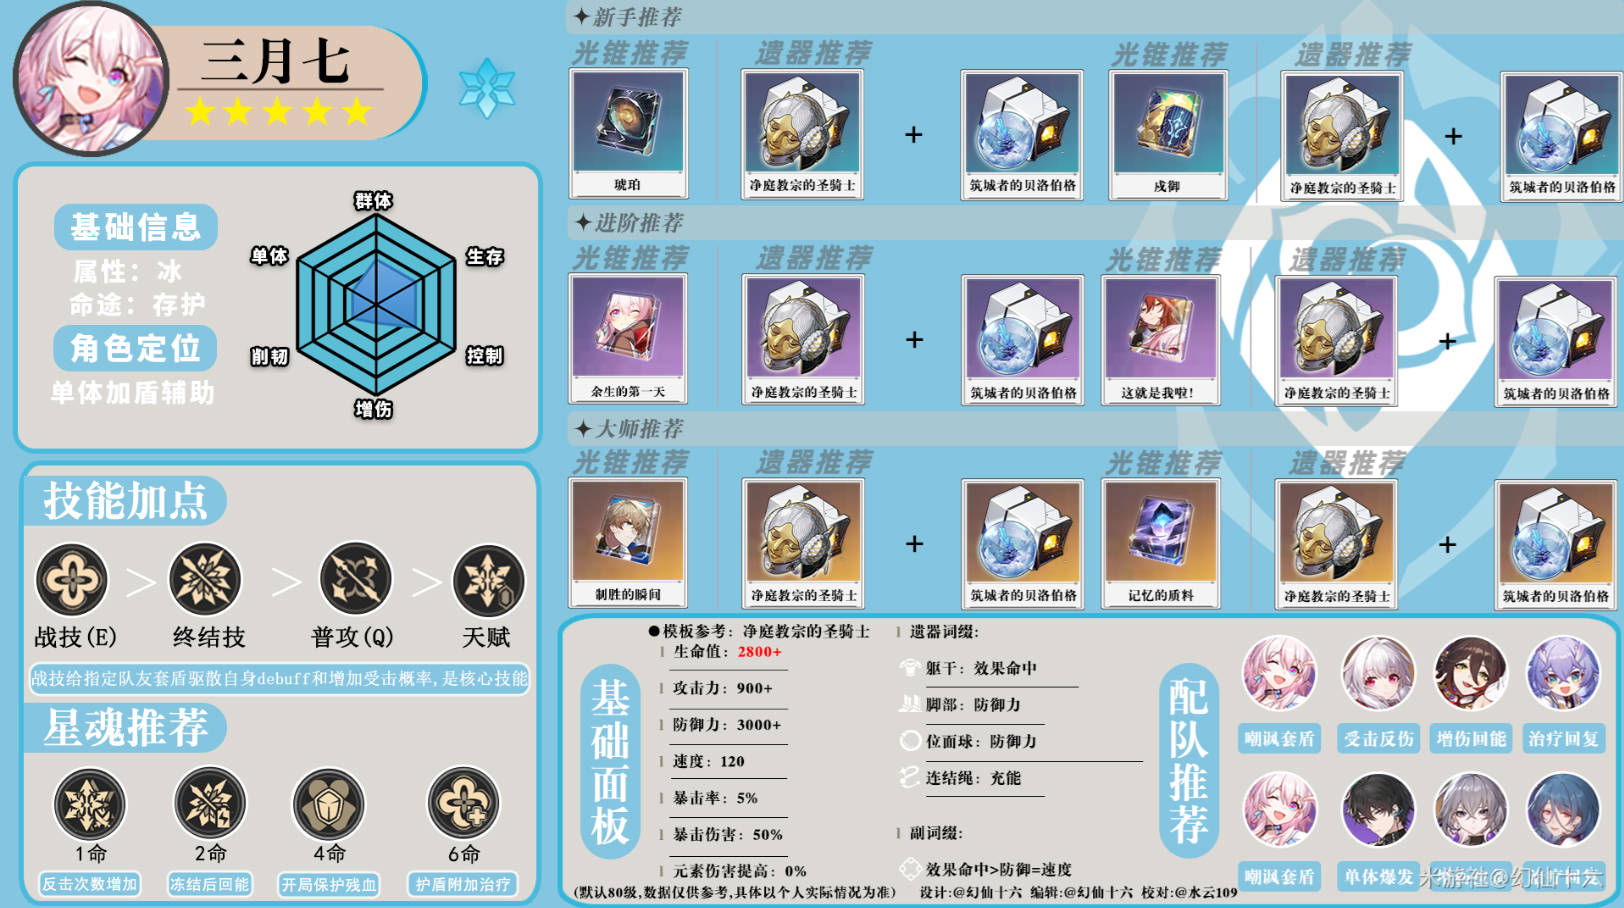 三月七
基础信息
属性：冰
命途：存护
角色定位
单体加盾辅助
群体
单体
生存
削韧
控制
增伤
技能加点
战技(E)
终结技
普攻(Q)
天赋
战技给指定队友套盾驱散自身debuff和增加受击概率,是核心技能
星魂推荐
1命
2命
4命
6命
反击次数增加
冻结后回能
开局保护残血
护盾附加治疗
新手推荐
光锥推荐 遗器推荐 光锥推荐 遗器推荐
琥珀 净庭教宗的圣骑士 + 筑城者的贝洛伯格 戍御 净庭教宗的圣骑士 + 筑城者的贝洛伯格
进阶推荐
光锥推荐 遗器推荐 光锥推荐 遗器推荐
余生的第一天 净庭教宗的圣骑士 + 筑城者的贝洛伯格 这就是我啦! 净庭教宗的圣骑士 + 筑城者的贝洛伯格
大师推荐
光锥推荐 遗器推荐 光锥推荐 遗器推荐
制胜的瞬间 净庭教宗的圣骑士 + 筑城者的贝洛伯格 记忆的质料 净庭教宗的圣骑士 + 筑城者的贝洛伯格
基础面板
●模板参考：净庭教宗的圣骑士
生命值：2800+
攻击力：900+
防御力：3000+
速度：120
暴击率：5%
暴击伤害：50%
元素伤害提高：0%
遗器词缀:
躯干：效果命中
脚部：防御力
位面球：防御力
连结绳：充能
副词缀:
效果命中>防御=速度
(默认80级,数据仅供参考,具体以个人实际情况为准)
设计:@幻仙十六 编辑:@幻仙十六 校对:@水云109
配队推荐
嘲讽套盾 受击反伤 增伤回能 治疗回复
嘲讽套盾 单体爆发
米游社@幻仙十六